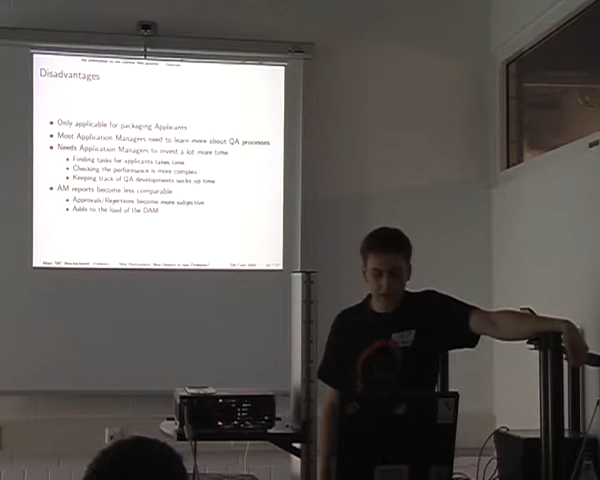 Disadvantages
Only applicable for packaging Applicants
Most Application Managers need to learn more about QA processes
Needs Application Managers to invest a lot more time
Finding tasks for applicants takes time
Checking the performance is more complex
Keeping track of QA developments sucks up time
AM reports become less comparable
Approvals/Rejections become more subjective
Adds to the load of the DAM